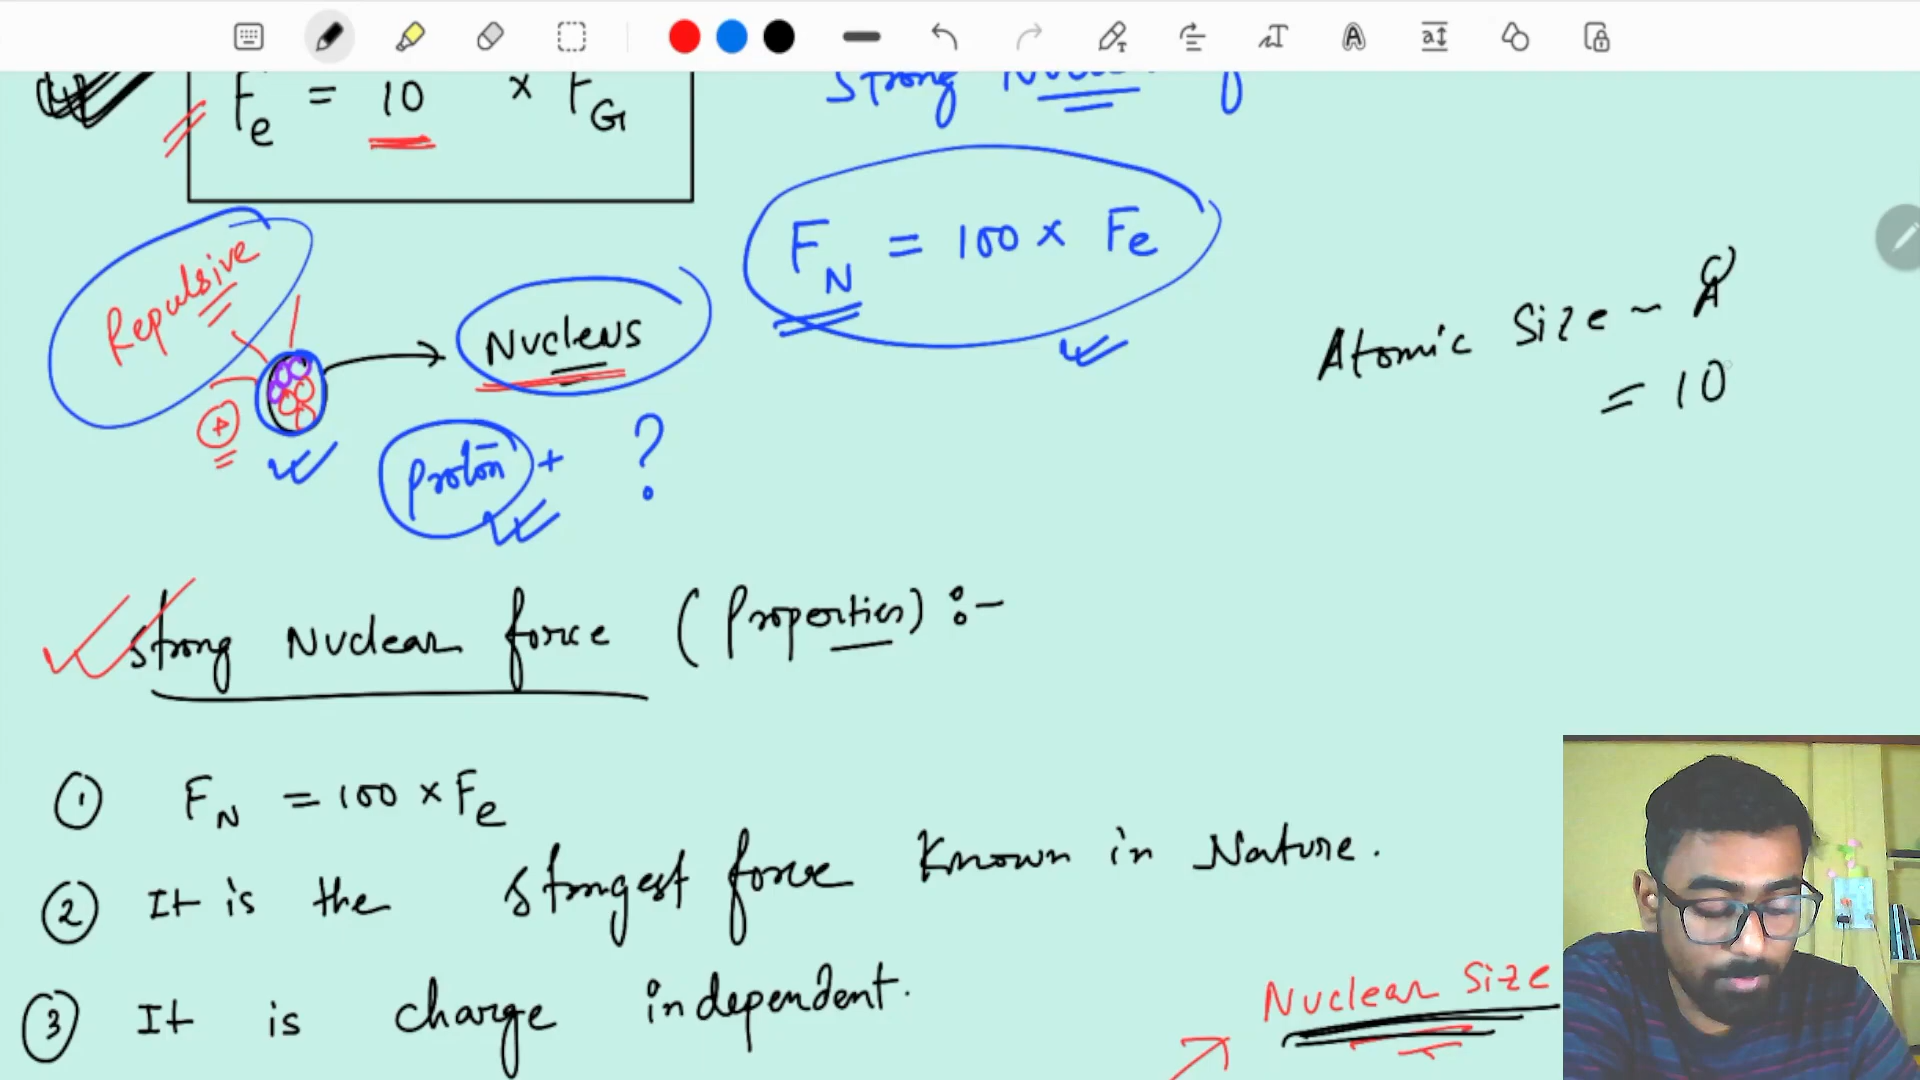 Fe = 10 × FG
Strong Nuclear
Repulsive
FN = 100 × Fe
Nucleus
Atomic Size ~ Å
= 10
+
Proton + ?
Strong Nuclear force (Properties) :-
① FN = 100 × Fe
② It is the strongest force known in Nature.
③ It is charge independent.
Nuclear Size